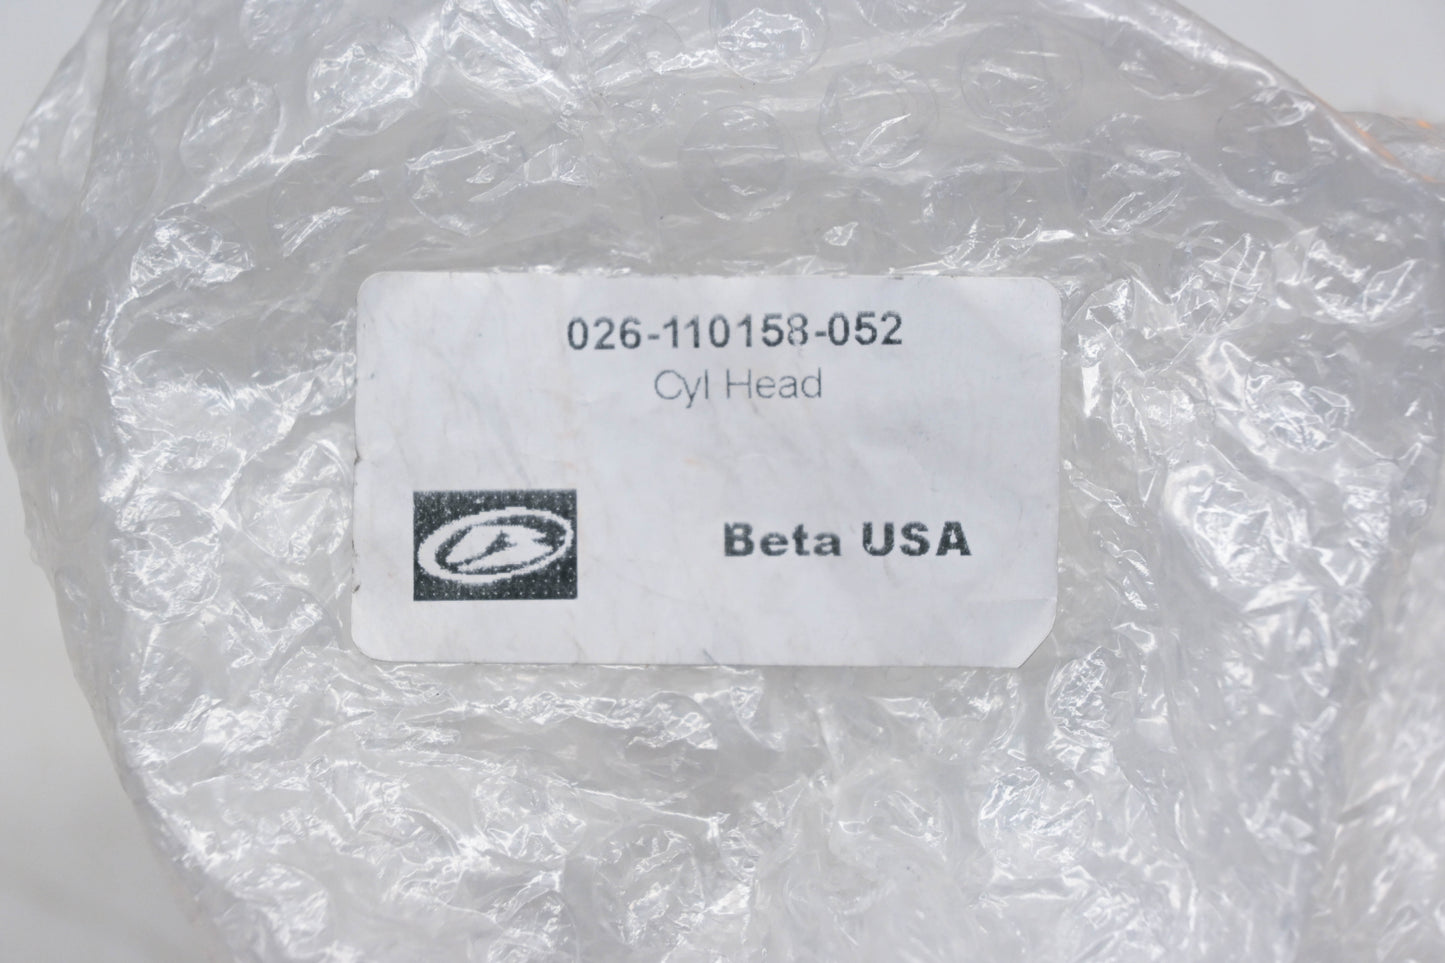 026-110158-052
Cyl Head
Beta USA